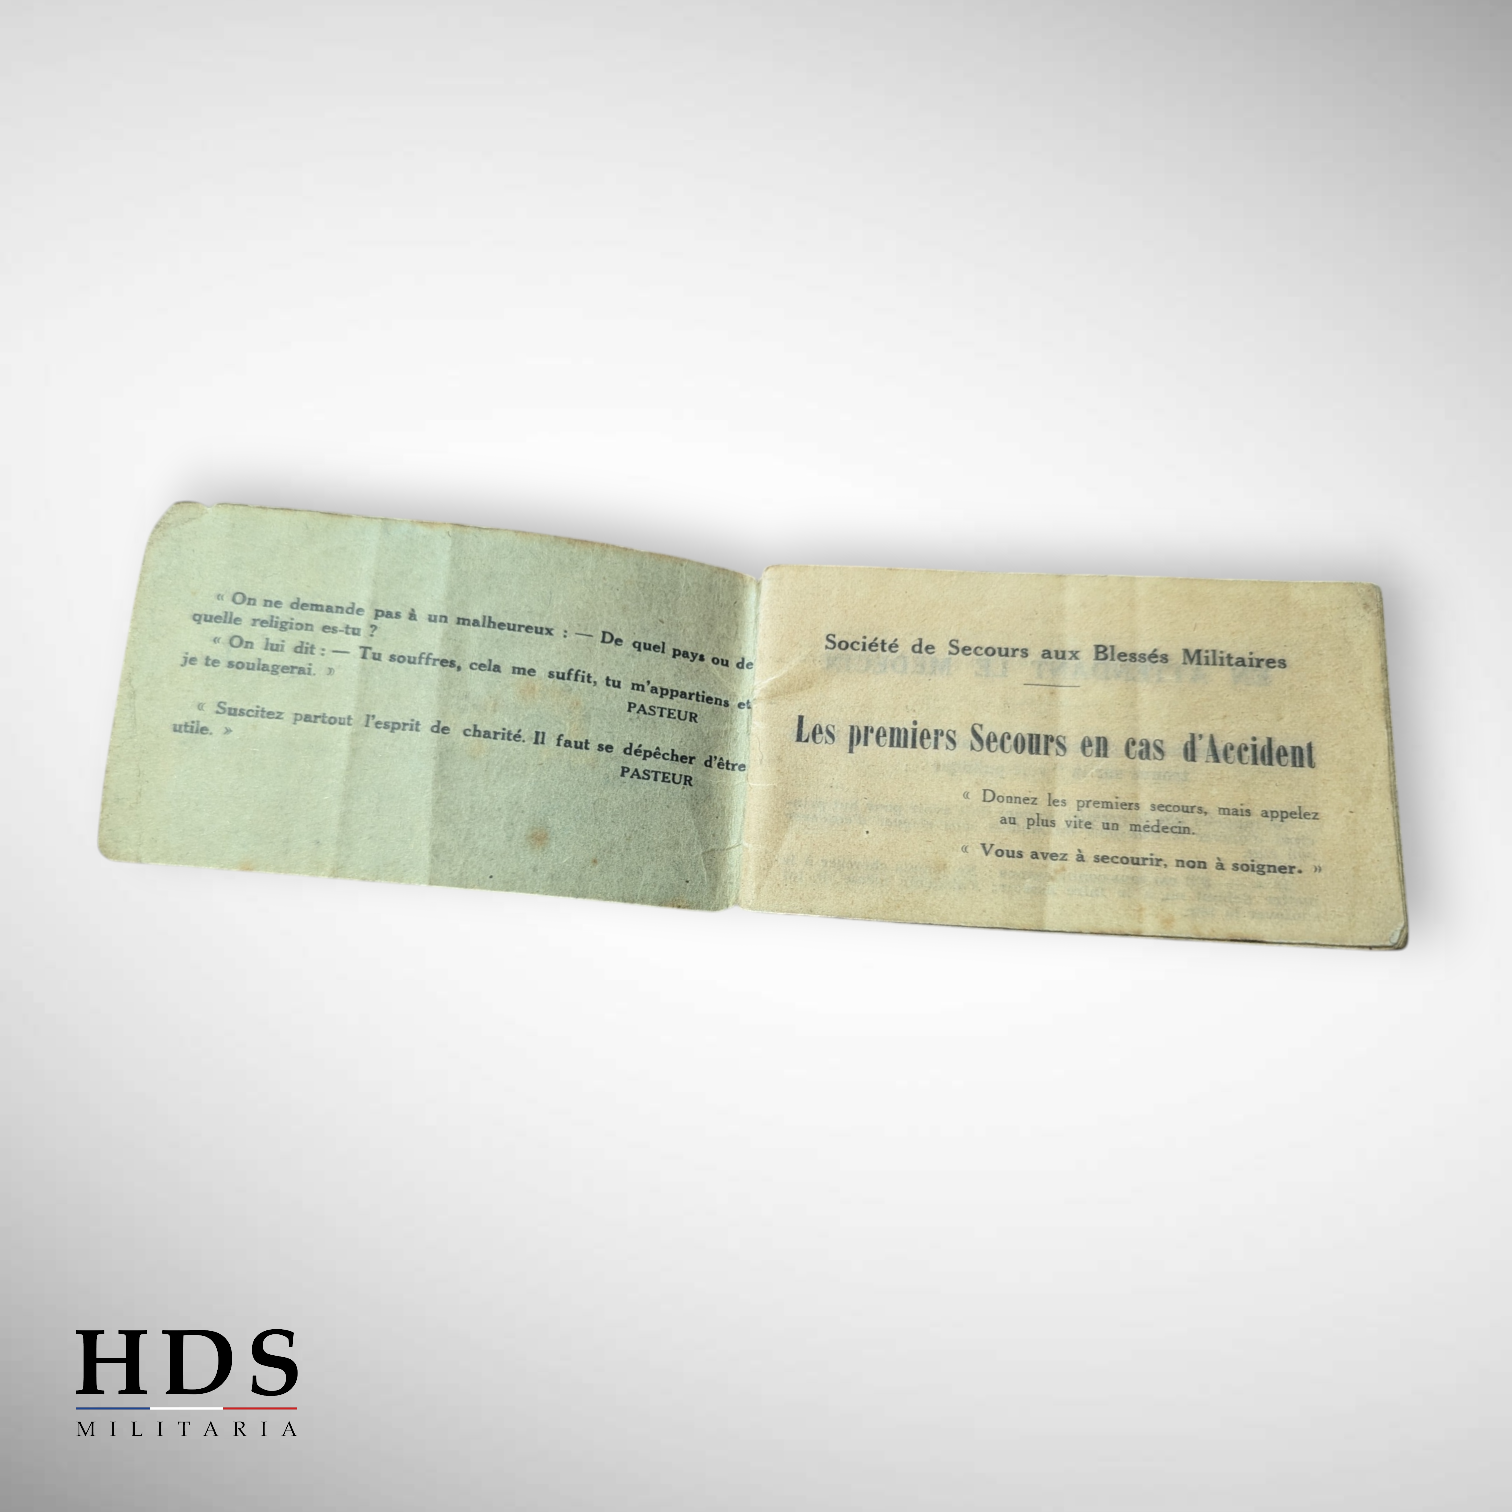 « On ne demande pas à un malheureux : — De quel pays ou de
quelle religion es-tu ?
« On lui dit : — Tu souffres, cela me suffit, tu m'appartiens et
je te soulagerai. »
PASTEUR
« Suscitez partout l'esprit de charité. Il faut se dépêcher d'être
utile. »
PASTEUR
Société de Secours aux Blessés Militaires
Les premiers Secours en cas d'Accident
« Donnez les premiers secours, mais appelez
au plus vite un médecin.
« Vous avez à secourir, non à soigner. »
HDS
MILITARIA